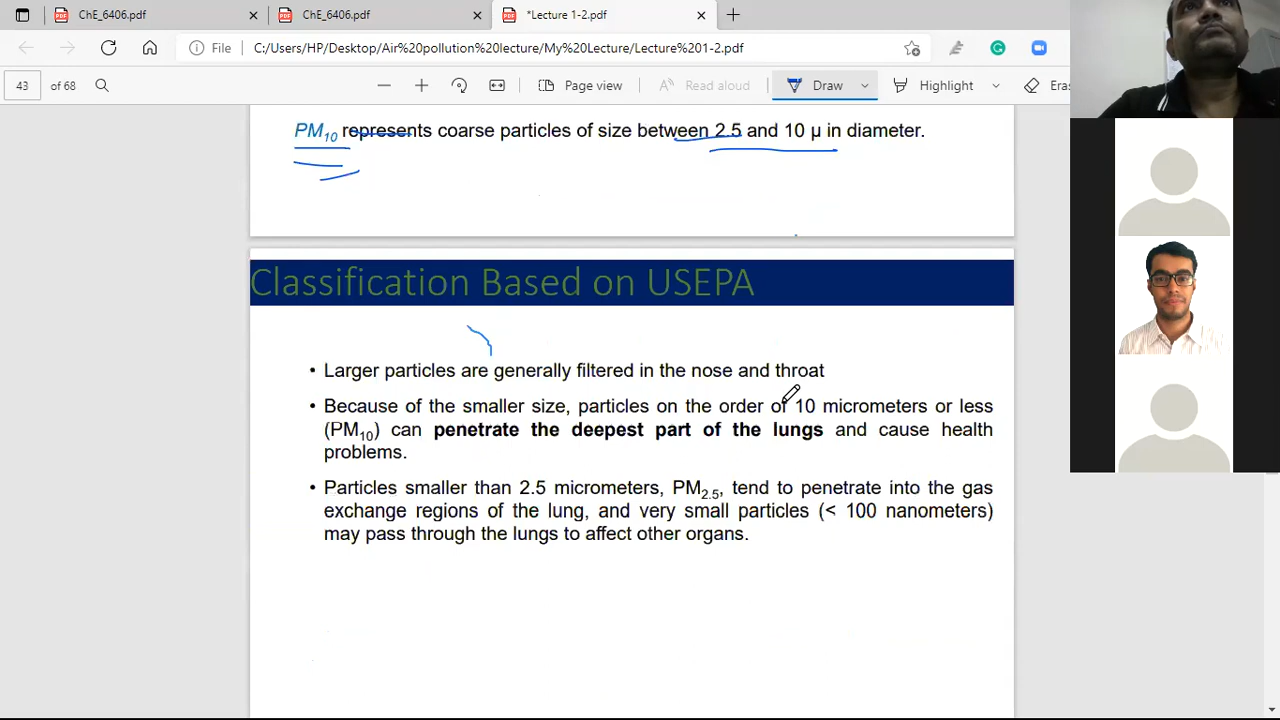 ChE_6406.pdf
ChE_6406.pdf
*Lecture 1-2.pdf
File
C:/Users/HP/Desktop/Air%20pollution%20lecture/My%20Lecture/Lecture%201-2.pdf
43 of 68
Page view
Read aloud
Draw
Highlight
Eras
PM10 represents coarse particles of size between 2.5 and 10 µ in diameter.
Classification Based on USEPA
• Larger particles are generally filtered in the nose and throat
• Because of the smaller size, particles on the order of 10 micrometers or less
(PM10) can penetrate the deepest part of the lungs and cause health
problems.
• Particles smaller than 2.5 micrometers, PM2.5, tend to penetrate into the gas
exchange regions of the lung, and very small particles (< 100 nanometers)
may pass through the lungs to affect other organs.